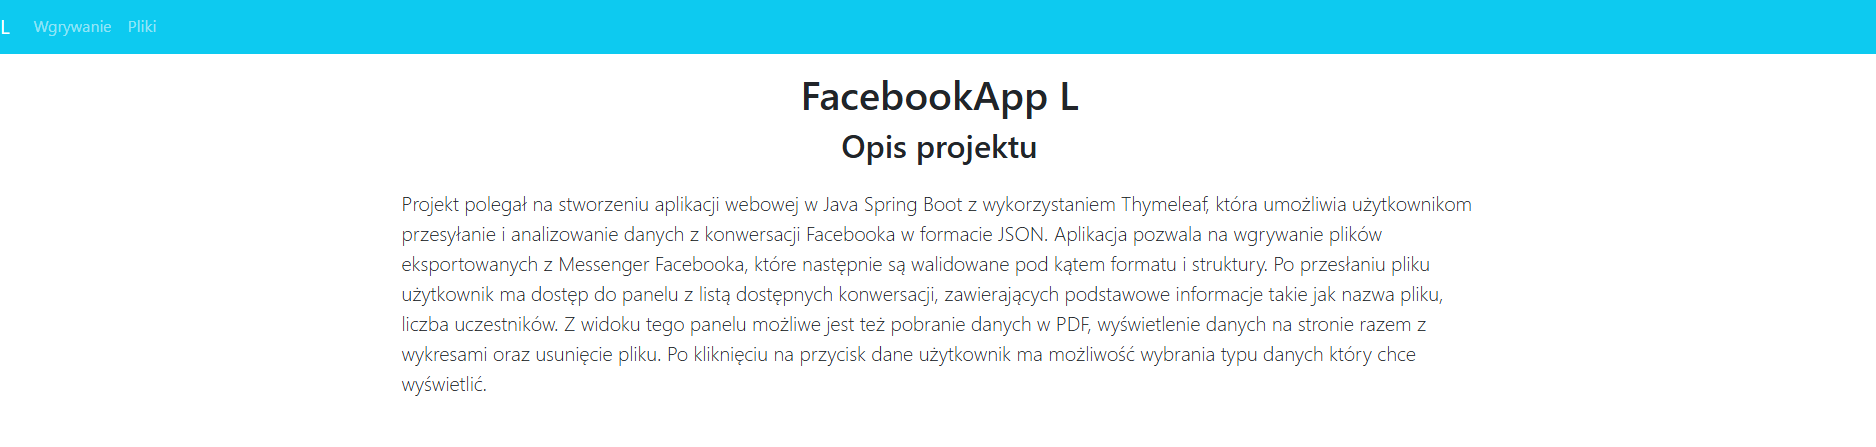 L Wgrywanie Pliki
FacebookApp L
Opis projektu
Projekt polegał na stworzeniu aplikacji webowej w Java Spring Boot z wykorzystaniem Thymeleaf, która umożliwia użytkownikom
przesyłanie i analizowanie danych z konwersacji Facebooka w formacie JSON. Aplikacja pozwala na wgrywanie plików
eksportowanych z Messenger Facebooka, które następnie są walidowane pod kątem formatu i struktury. Po przesłaniu pliku
użytkownik ma dostęp do panelu z listą dostępnych konwersacji, zawierających podstawowe informacje takie jak nazwa pliku,
liczba uczestników. Z widoku tego panelu możliwe jest też pobranie danych w PDF, wyświetlenie danych na stronie razem z
wykresami oraz usunięcie pliku. Po kliknięciu na przycisk dane użytkownik ma możliwość wybrania typu danych który chce
wyświetlić.